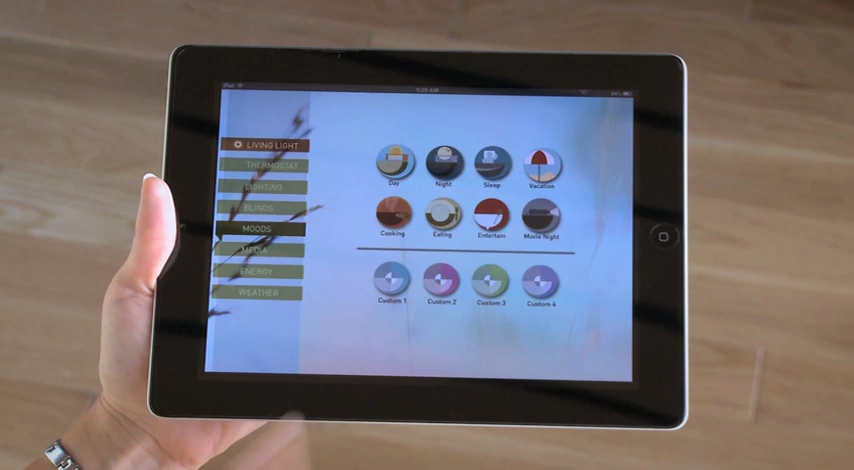 iPad
LIVING LIGHT
THERMOSTAT
LIGHTING
BLINDS
MOODS
MEDIA
ENERGY
WEATHER
Day Night Sleep Vacation
Cooking Eating Entertain Movie Night
Custom 1 Custom 2 Custom 3 Custom 4